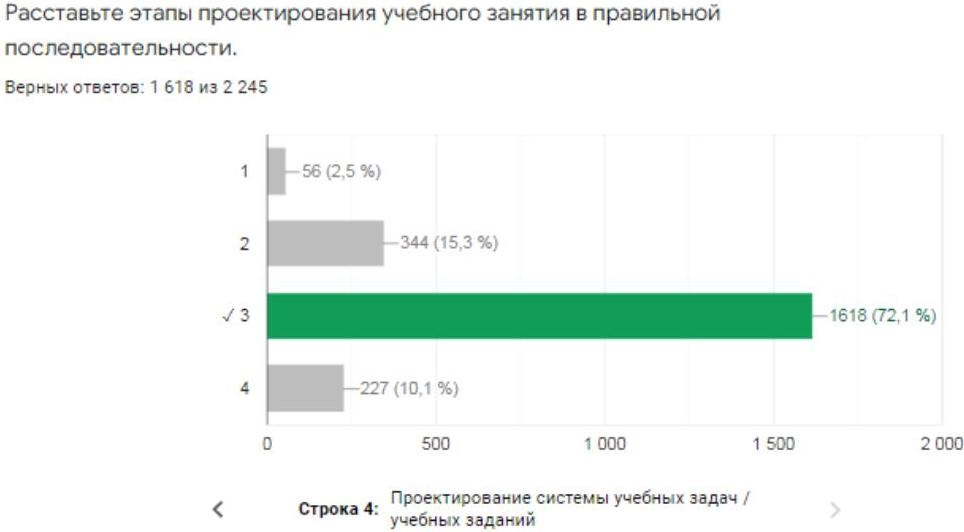 Расставьте этапы проектирования учебного занятия в правильной
последовательности.
Верных ответов: 1 618 из 2 245
1
56 (2,5 %)
2
344 (15,3 %)
✓ 3
1618 (72,1 %)
4
227 (10,1 %)
0 500 1 000 1 500 2 000
Строка 4: Проектирование системы учебных задач /
учебных заданий